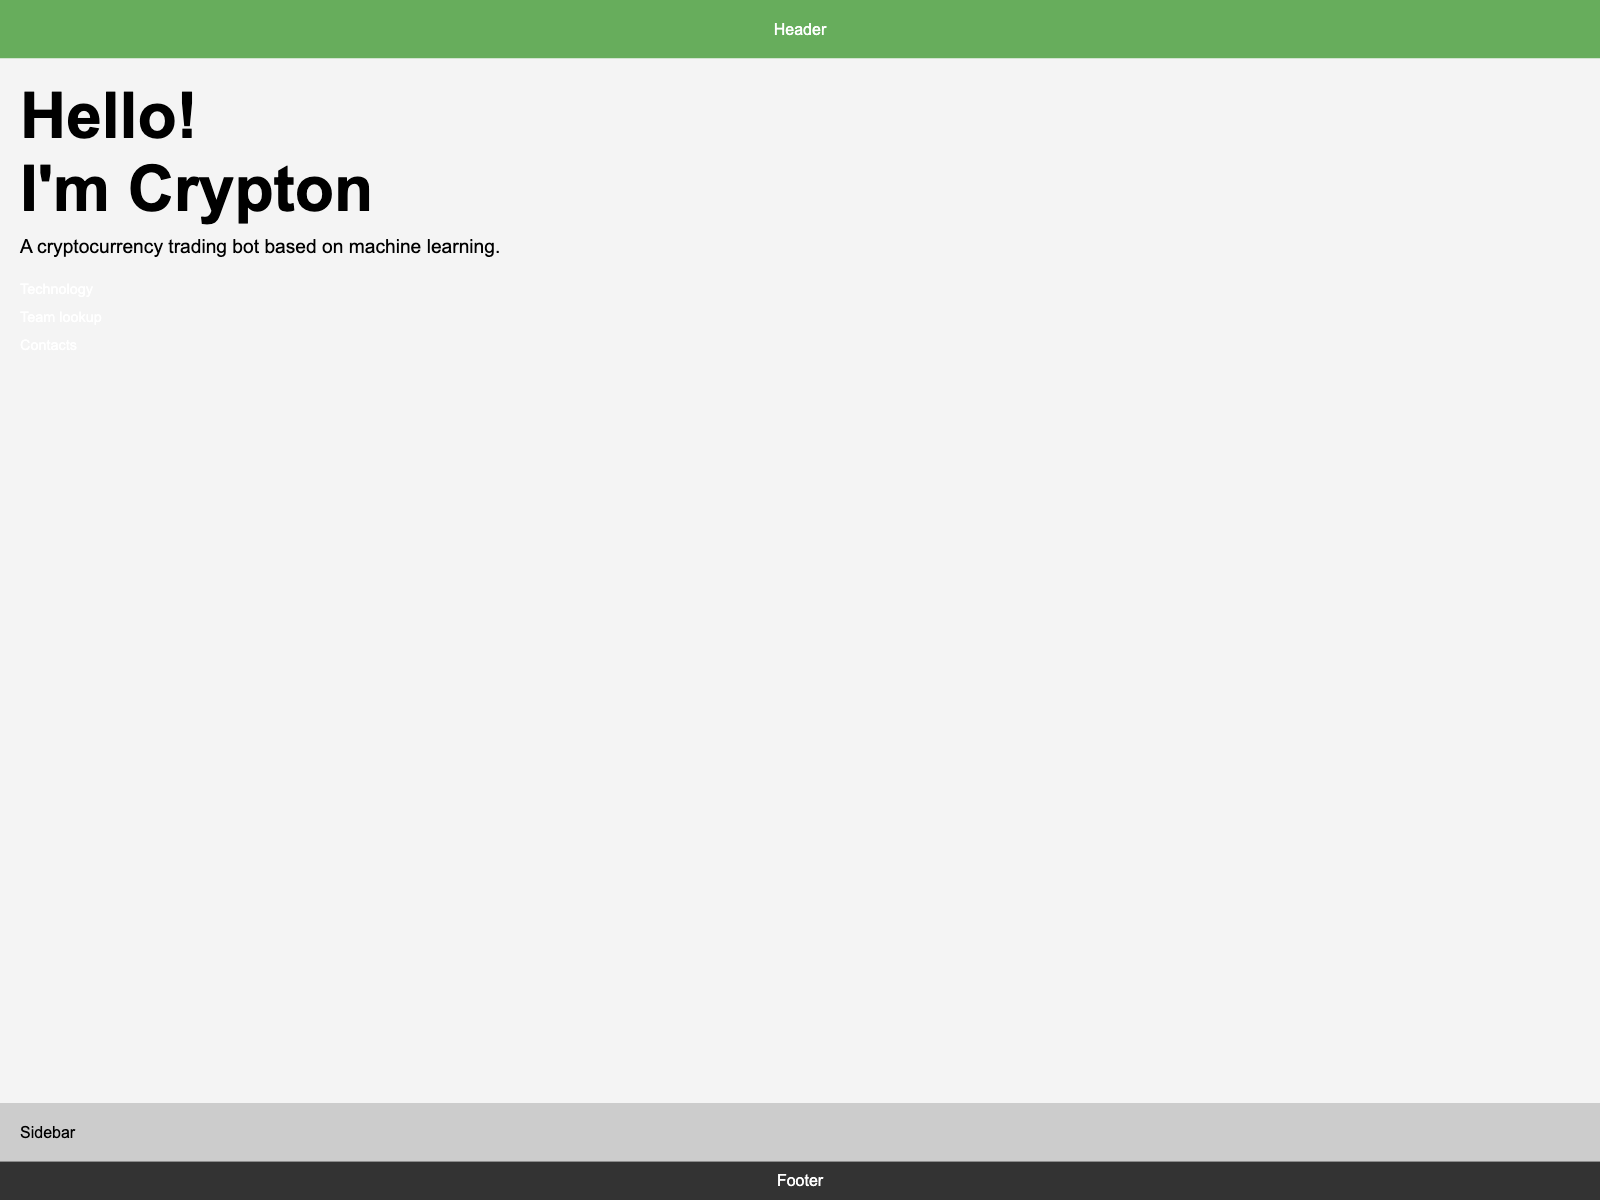 Header
Hello!
I'm Crypton
A cryptocurrency trading bot based on machine learning.
Technology
Team lookup
Contacts
Sidebar
Footer